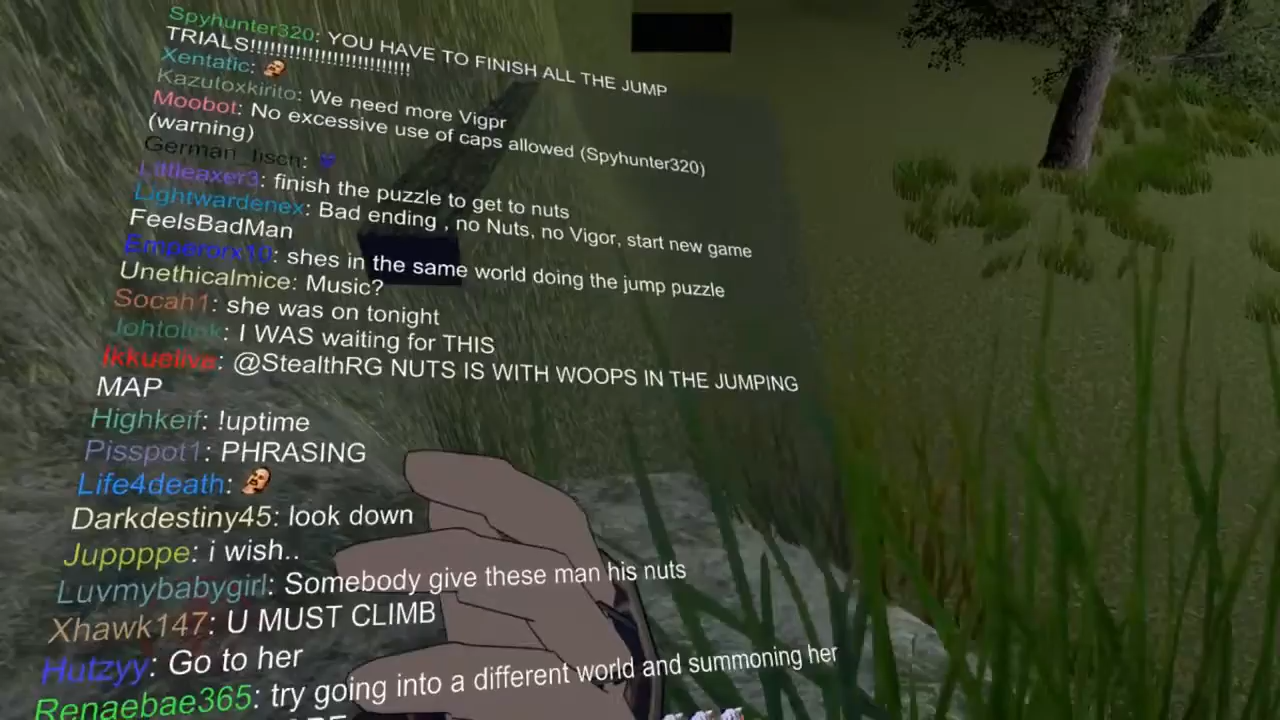 Spyhunter320: YOU HAVE TO FINISH ALL THE JUMP
TRIALS!!!!!!!!!!!!!!!!!!!!!!!!!!
Xentatic:
Kazutoxkirito: We need more Vigpr
Moobot: No excessive use of caps allowed (Spyhunter320)
(warning)
German_fisch:
Littleaxer3: finish the puzzle to get to nuts
Lightwardenex: Bad ending , no Nuts, no Vigor, start new game
FeelsBadMan
Emperorx10: shes in the same world doing the jump puzzle
Unethicalmice: Music?
Socah1: she was on tonight
Johtolink: I WAS waiting for THIS
Ikkuelive: @StealthRG NUTS IS WITH WOOPS IN THE JUMPING
MAP
Highkeif: !uptime
Pisspot1: PHRASING
Life4death:
Darkdestiny45: look down
Jupppppe: i wish..
Luvmybabygirl: Somebody give these man his nuts
Xhawk147: U MUST CLIMB
Hutzyy: Go to her
Renaebae365: try going into a different world and summoning her